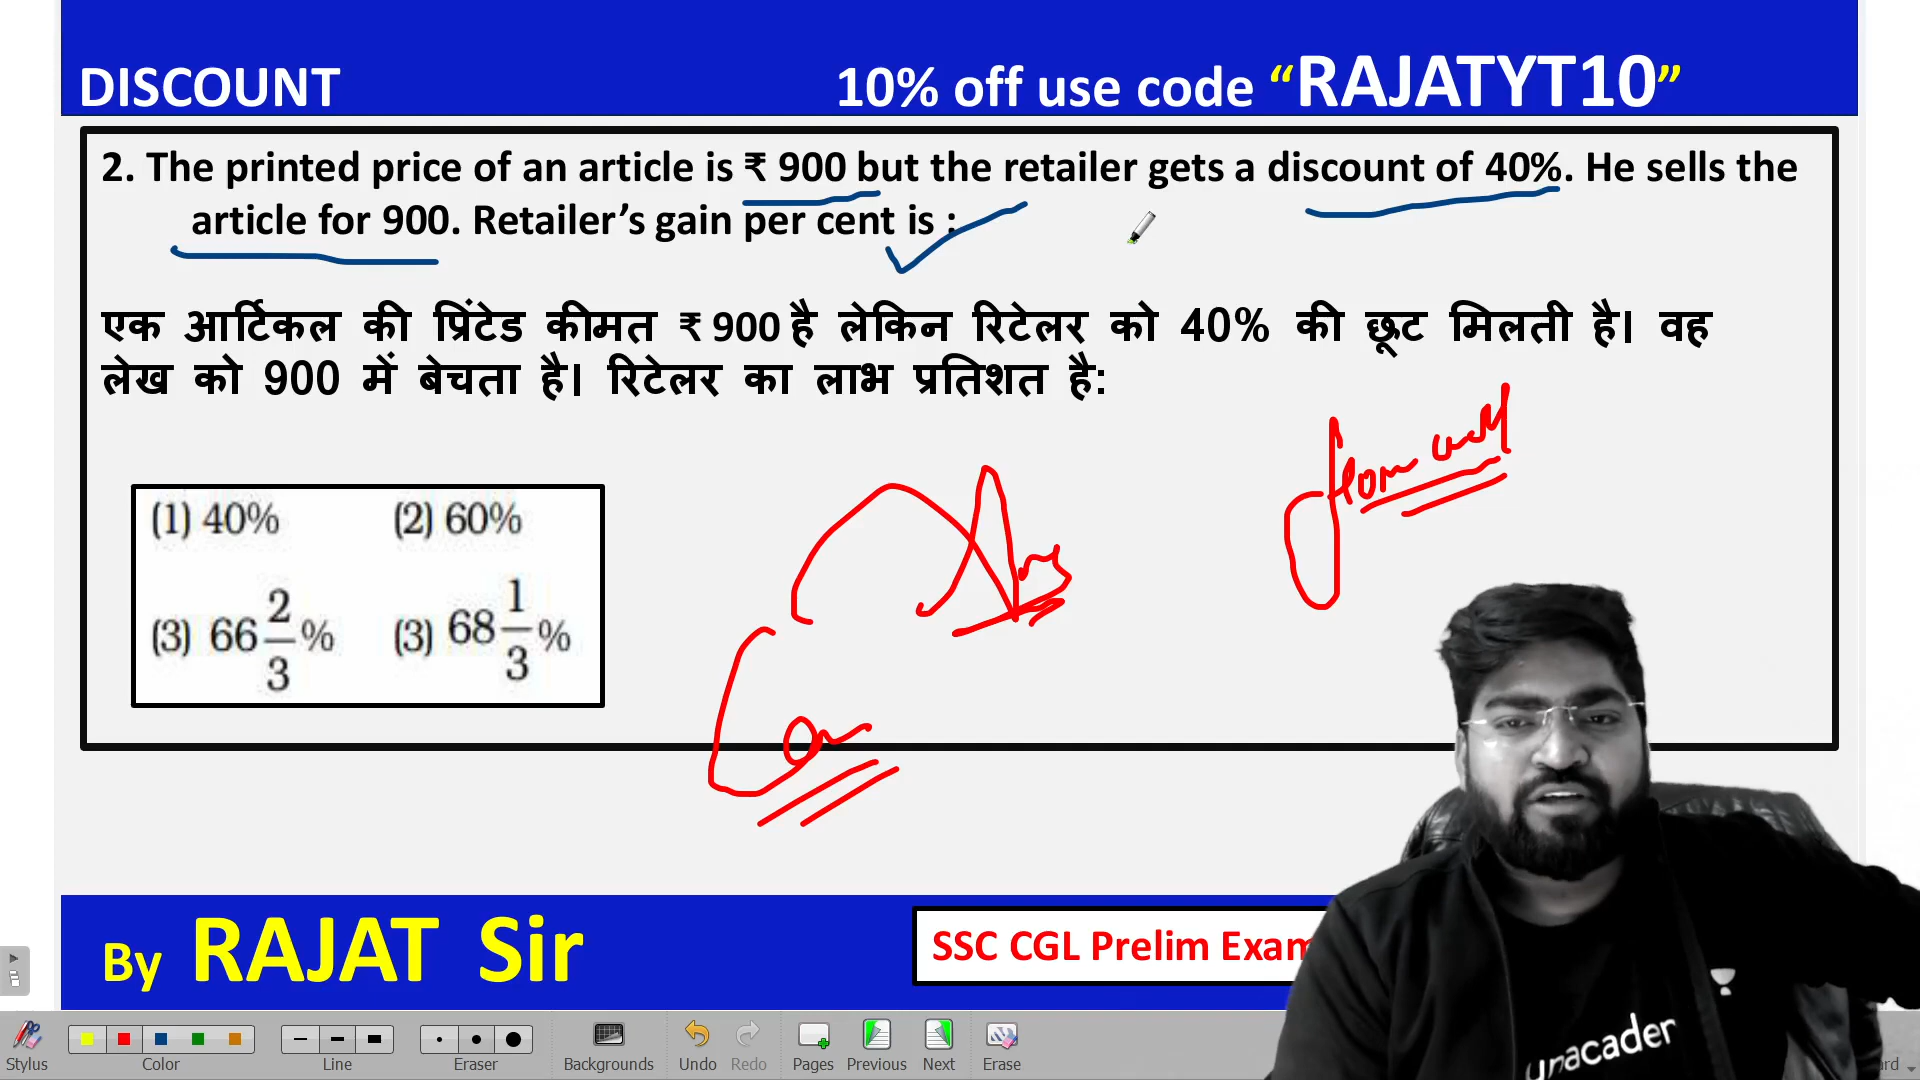 DISCOUNT 10% off use code “RAJATYT10”
2. The printed price of an article is ₹ 900 but the retailer gets a discount of 40%. He sells the
article for 900. Retailer’s gain per cent is :
एक आर्टिकल की प्रिंटेड कीमत ₹ 900 है लेकिन रिटेलर को 40% की छूट मिलती है। वह
लेख को 900 में बेचता है। रिटेलर का लाभ प्रतिशत है:
(1) 40% (2) 60%
(3) 66 2/3 % (3) 68 1/3 %
By RAJAT Sir
SSC CGL Prelim Exam
unacader
Stylus Color Line Eraser Backgrounds Undo Redo Pages Previous Next Erase